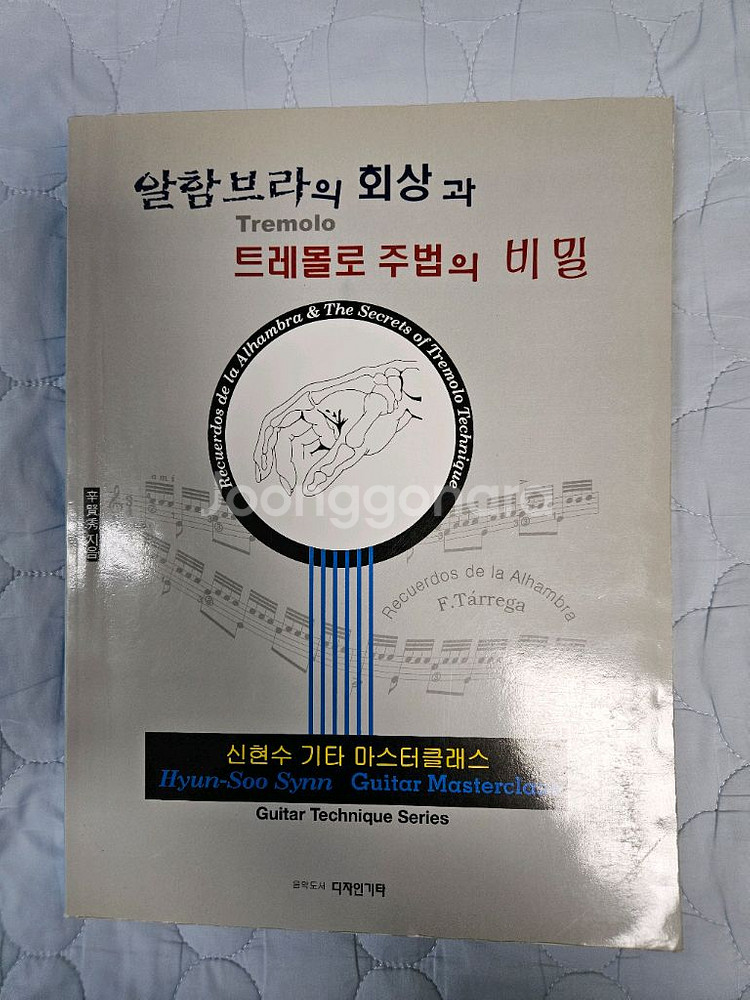 알함브라의 회상과
Tremolo
트레몰로 주법의 비밀
Recuerdos de la Alhambra & The Secrets of Tremolo Technique
辛賢秀 지음
Joonggonara
Recuerdos de la Alhambra
F.Tárrega
신현수 기타 마스터클래스
Hyun-Soo Synn Guitar Masterclass
Guitar Technique Series
음악도서 디자인기타